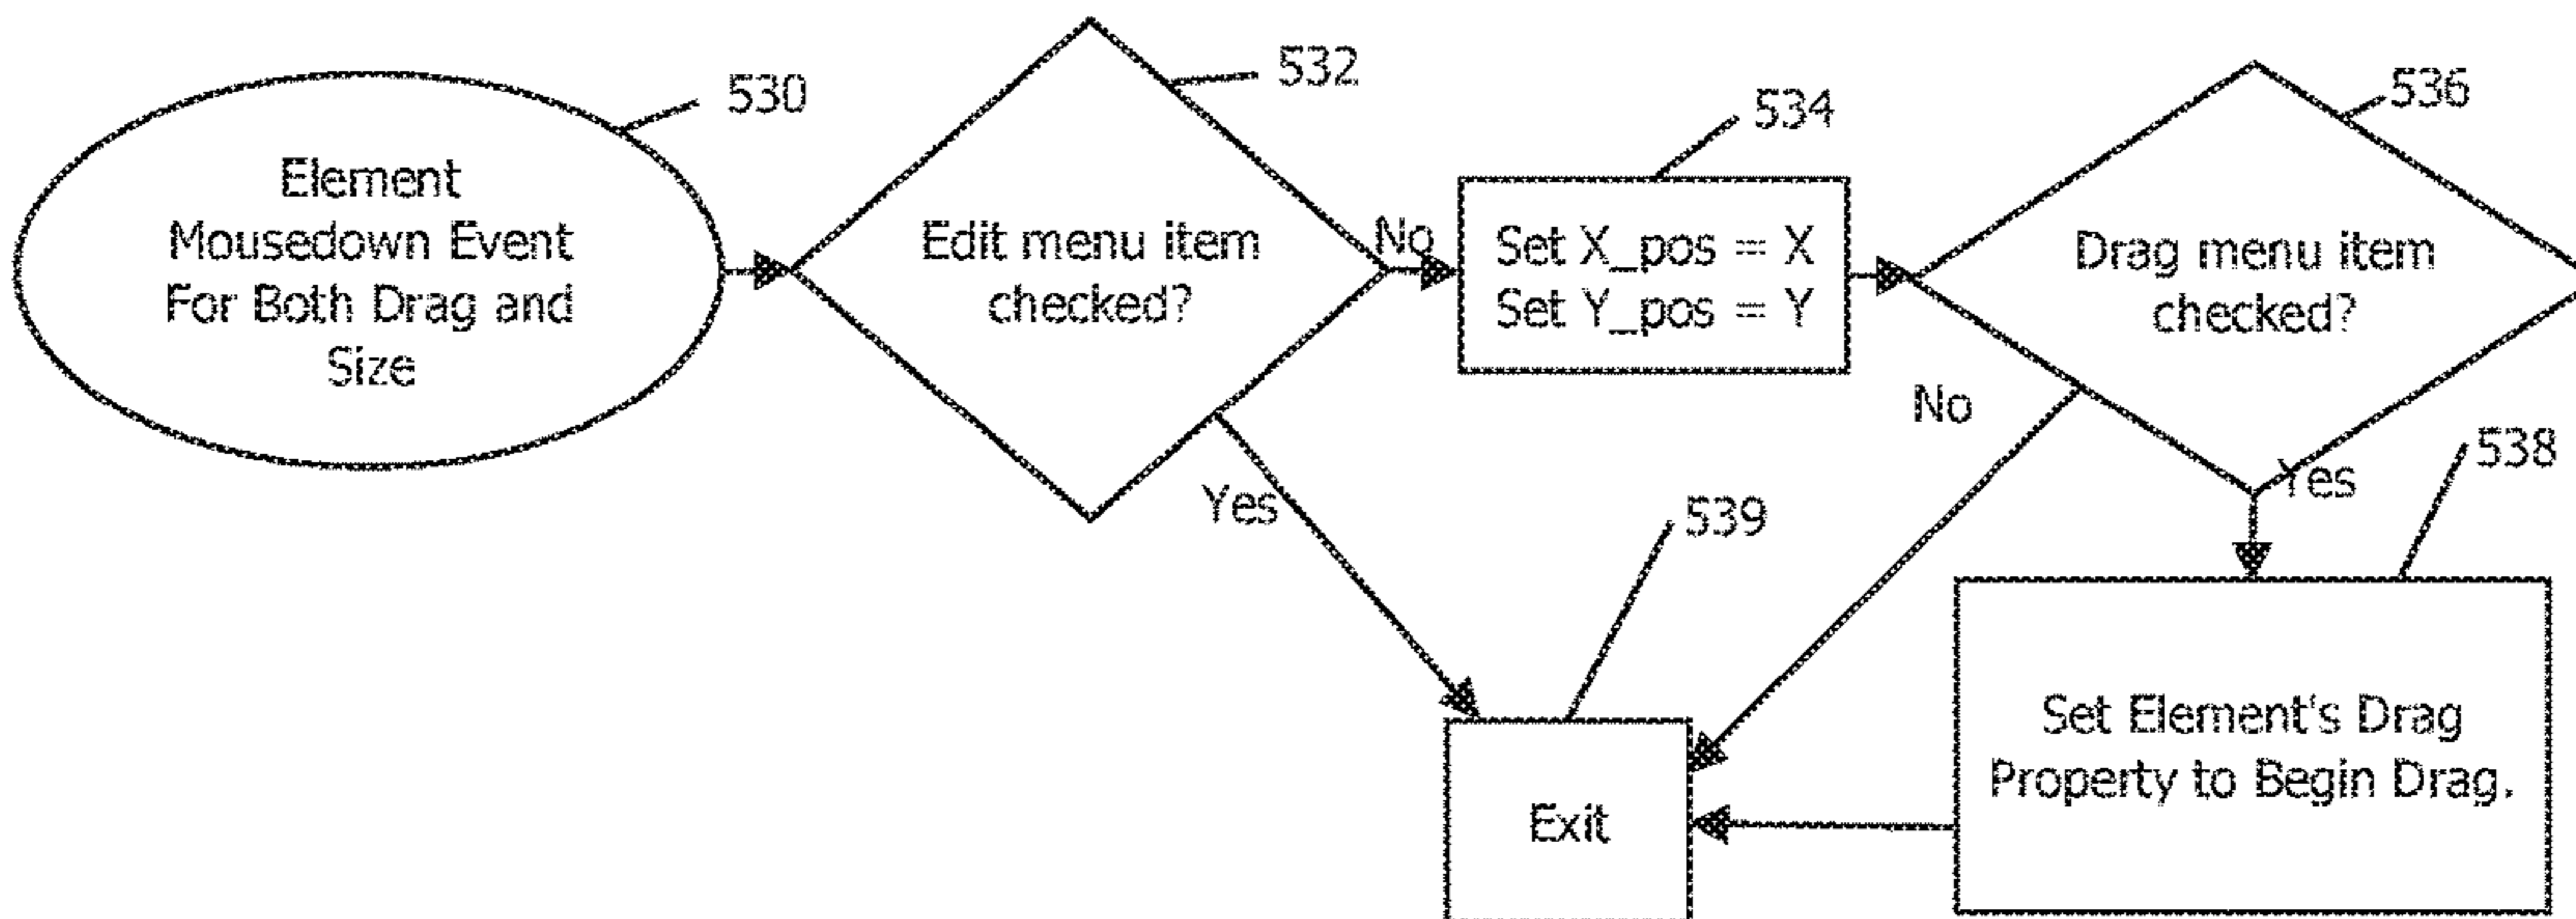 530
Element
Mousedown Event
For Both Drag and
Size
532
Edit menu item
checked?
No
Yes
534
Set X_pos = X
Set Y_pos = Y
536
Drag menu item
checked?
No
Yes
538
Set Element's Drag
Property to Begin Drag.
539
Exit